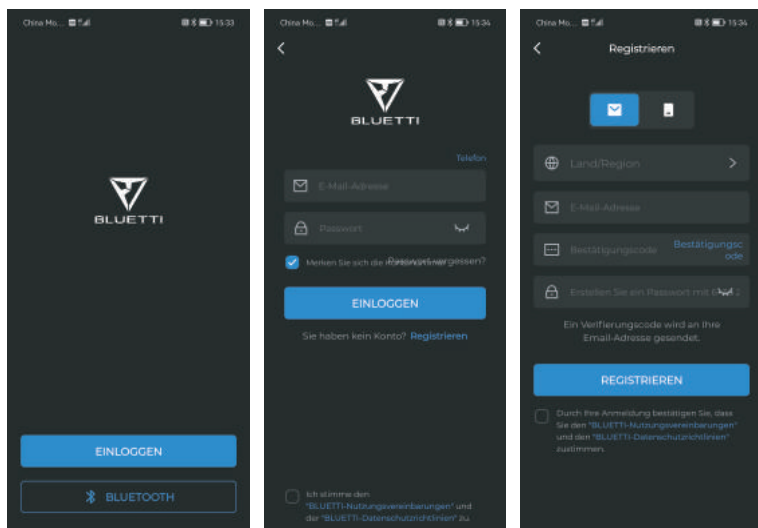 China Mo...
15:33
BLUETTI
EINLOGGEN
BLUETOOTH
China Mo...
15:34
BLUETTI
Telefon
E-Mail-Adresse
Passwort
Merken Sie sich die
Passwort vergessen?
EINLOGGEN
Sie haben kein Konto? Registrieren
Ich stimme den
"BLUETTI-Nutzungsvereinbarungen" und
der "BLUETTI-Datenschutzrichtlinien" zu.
China Mo...
15:34
Registrieren
Land/Region
E-Mail-Adresse
Bestätigungscode
Bestätigungsc
ode
Erstellen Sie ein Passwort mit
Ein Verifierungscode wird an Ihre
Email-Adresse gesendet.
REGISTRIEREN
Durch Ihre Anmeldung bestätigen Sie, dass
Sie den "BLUETTI-Nutzungsvereinbarungen"
und den "BLUETTI-Datenschutzrichtlinien"
zustimmen.